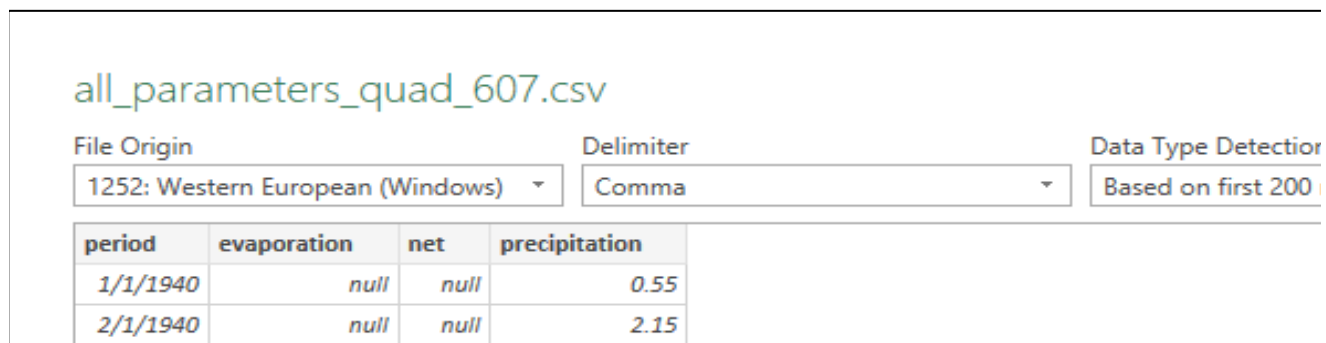 all_parameters_quad_607.csv
File Origin Delimiter Data Type Detection
1252: Western European (Windows) Comma Based on first 200
period evaporation net precipitation
1/1/1940 null null 0.55
2/1/1940 null null 2.15